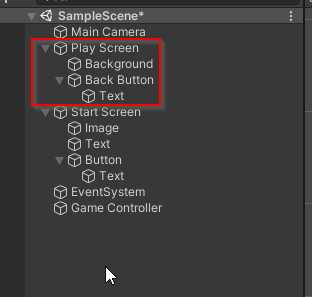 SampleScene*
Main Camera
Play Screen
Background
Back Button
Text
Start Screen
Image
Text
Button
Text
EventSystem
Game Controller